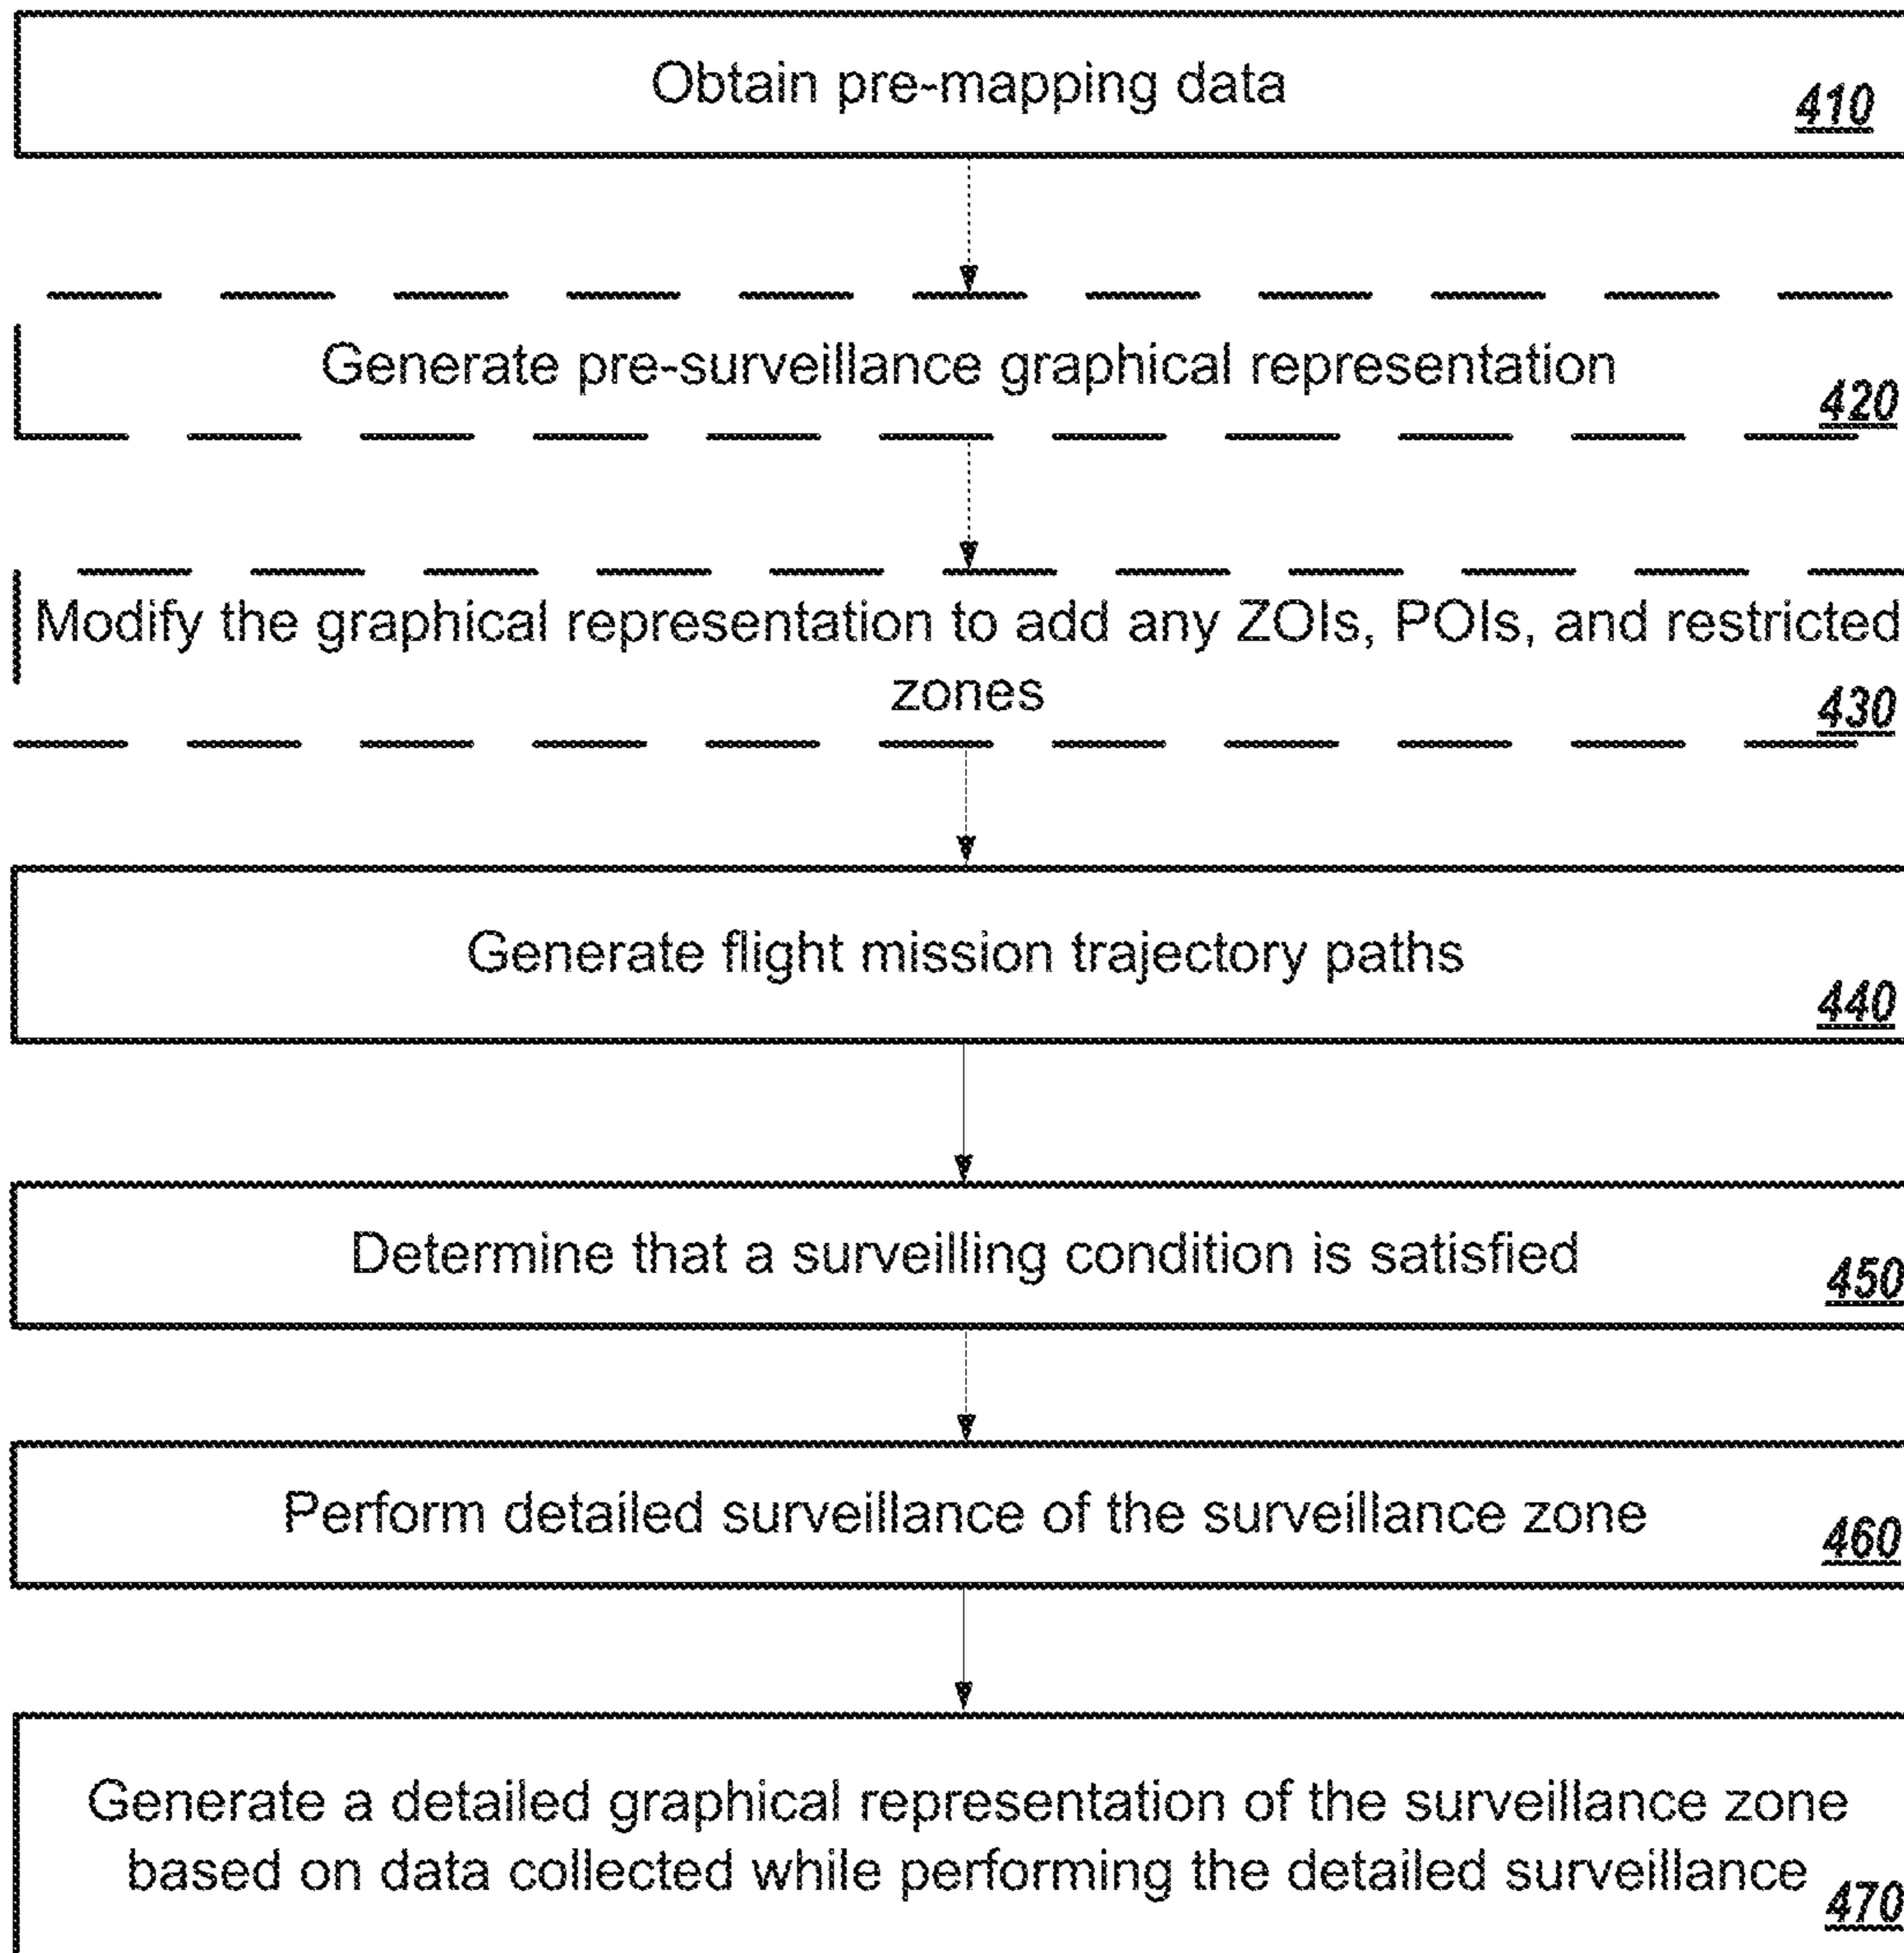 Obtain pre-mapping data
410
Generate pre-surveillance graphical representation
420
Modify the graphical representation to add any ZOIs, POIs, and restricted
zones
430
Generate flight mission trajectory paths
440
Determine that a surveilling condition is satisfied
450
Perform detailed surveillance of the surveillance zone
460
Generate a detailed graphical representation of the surveillance zone
based on data collected while performing the detailed surveillance
470